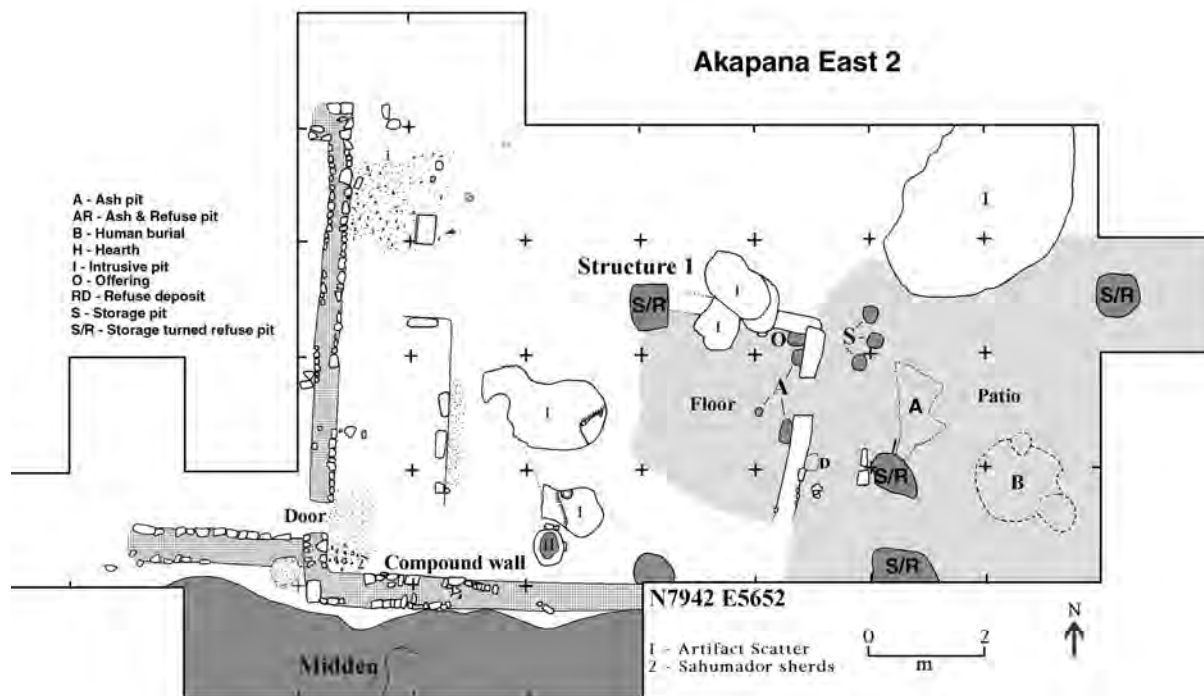 Akapana East 2
A - Ash pit
AR - Ash & Refuse pit
B - Human burial
H - Hearth
I - Intrusive pit
O - Offering
RD - Refuse deposit
S - Storage pit
S/R - Storage turned refuse pit
1
I
Structure 1
S/R
I
S/R
I
O
S
I
Floor
A
A
Patio
D
S/R
B
I
Door
H
2
Compound wall
S/R
N7942 E5652
1 - Artifact Scatter
2 - Sahumador sherds
0
2
m
N
Midden